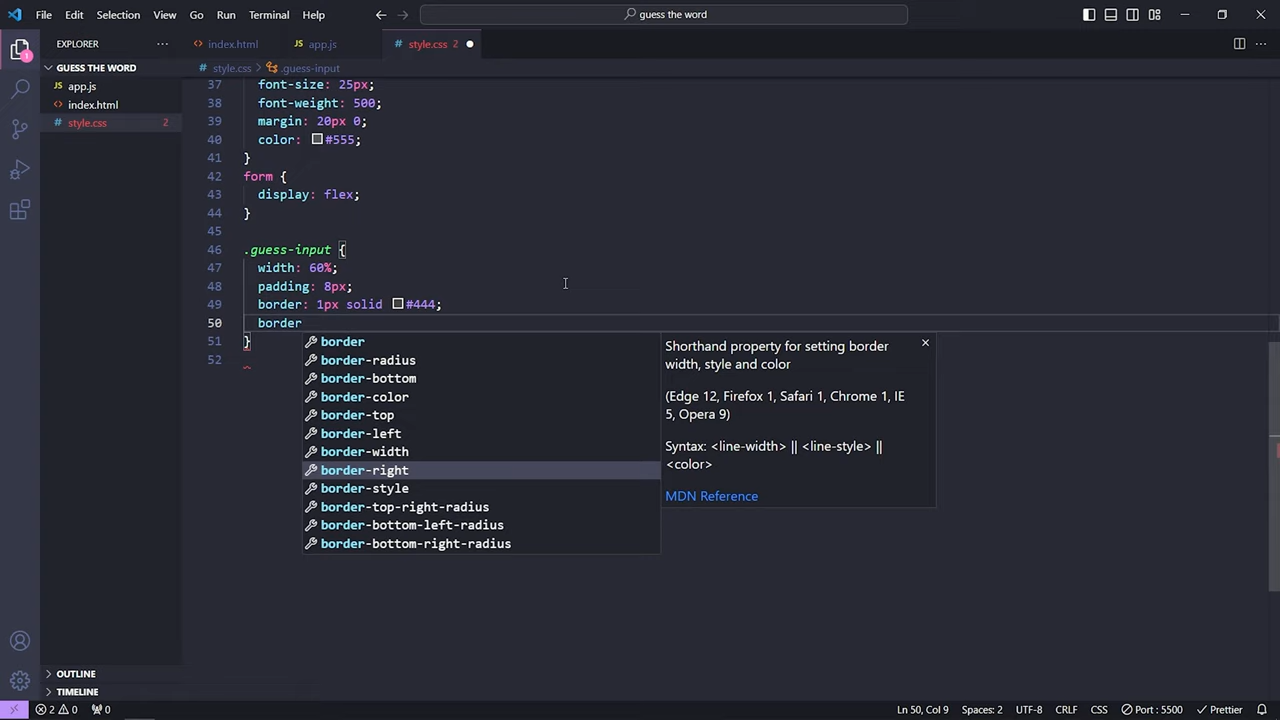 File Edit Selection View Go Run Terminal Help
guess the word
EXPLORER
index.html
app.js
style.css 2
GUESS THE WORD
style.css > .guess-input
app.js
index.html
style.css 2
1
37 font-size: 25px;
38 font-weight: 500;
39 margin: 20px 0;
40 color: #555;
41 }
42 form {
43 display: flex;
44 }
45
46 .guess-input {
47 width: 60%;
48 padding: 8px;
49 border: 1px solid #444;
50 border
51 }
52
border
border-radius
border-bottom
border-color
border-top
border-left
border-width
border-right
border-style
border-top-right-radius
border-bottom-left-radius
border-bottom-right-radius
Shorthand property for setting border
width, style and color
(Edge 12, Firefox 1, Safari 1, Chrome 1, IE
5, Opera 9)
Syntax: <line-width> || <line-style> ||
<color>
MDN Reference
OUTLINE
TIMELINE
2 0 0 Ln 50, Col 9 Spaces: 2 UTF-8 CRLF CSS Port : 5500 Prettier